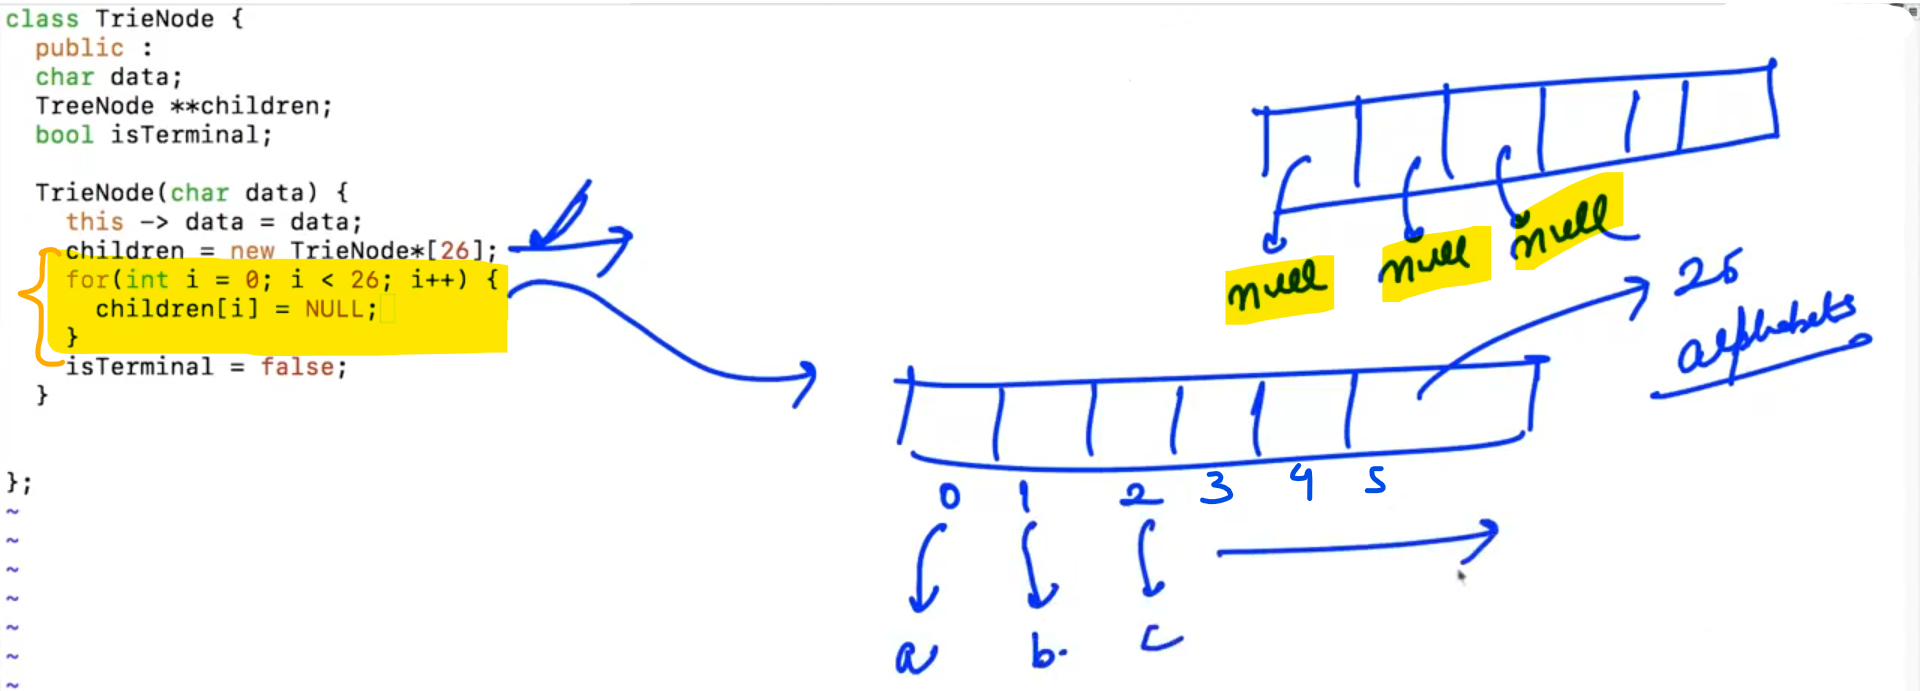 class TrieNode {
public :
char data;
TreeNode **children;
bool isTerminal;
TrieNode(char data) {
this -> data = data;
children = new TrieNode*[26];
for(int i = 0; i < 26; i++) {
children[i] = NULL;
}
isTerminal = false;
}
};
~
~
~
~
~
~
~
null null null
26
alphabets
0 1 2 3 4 5
a b c